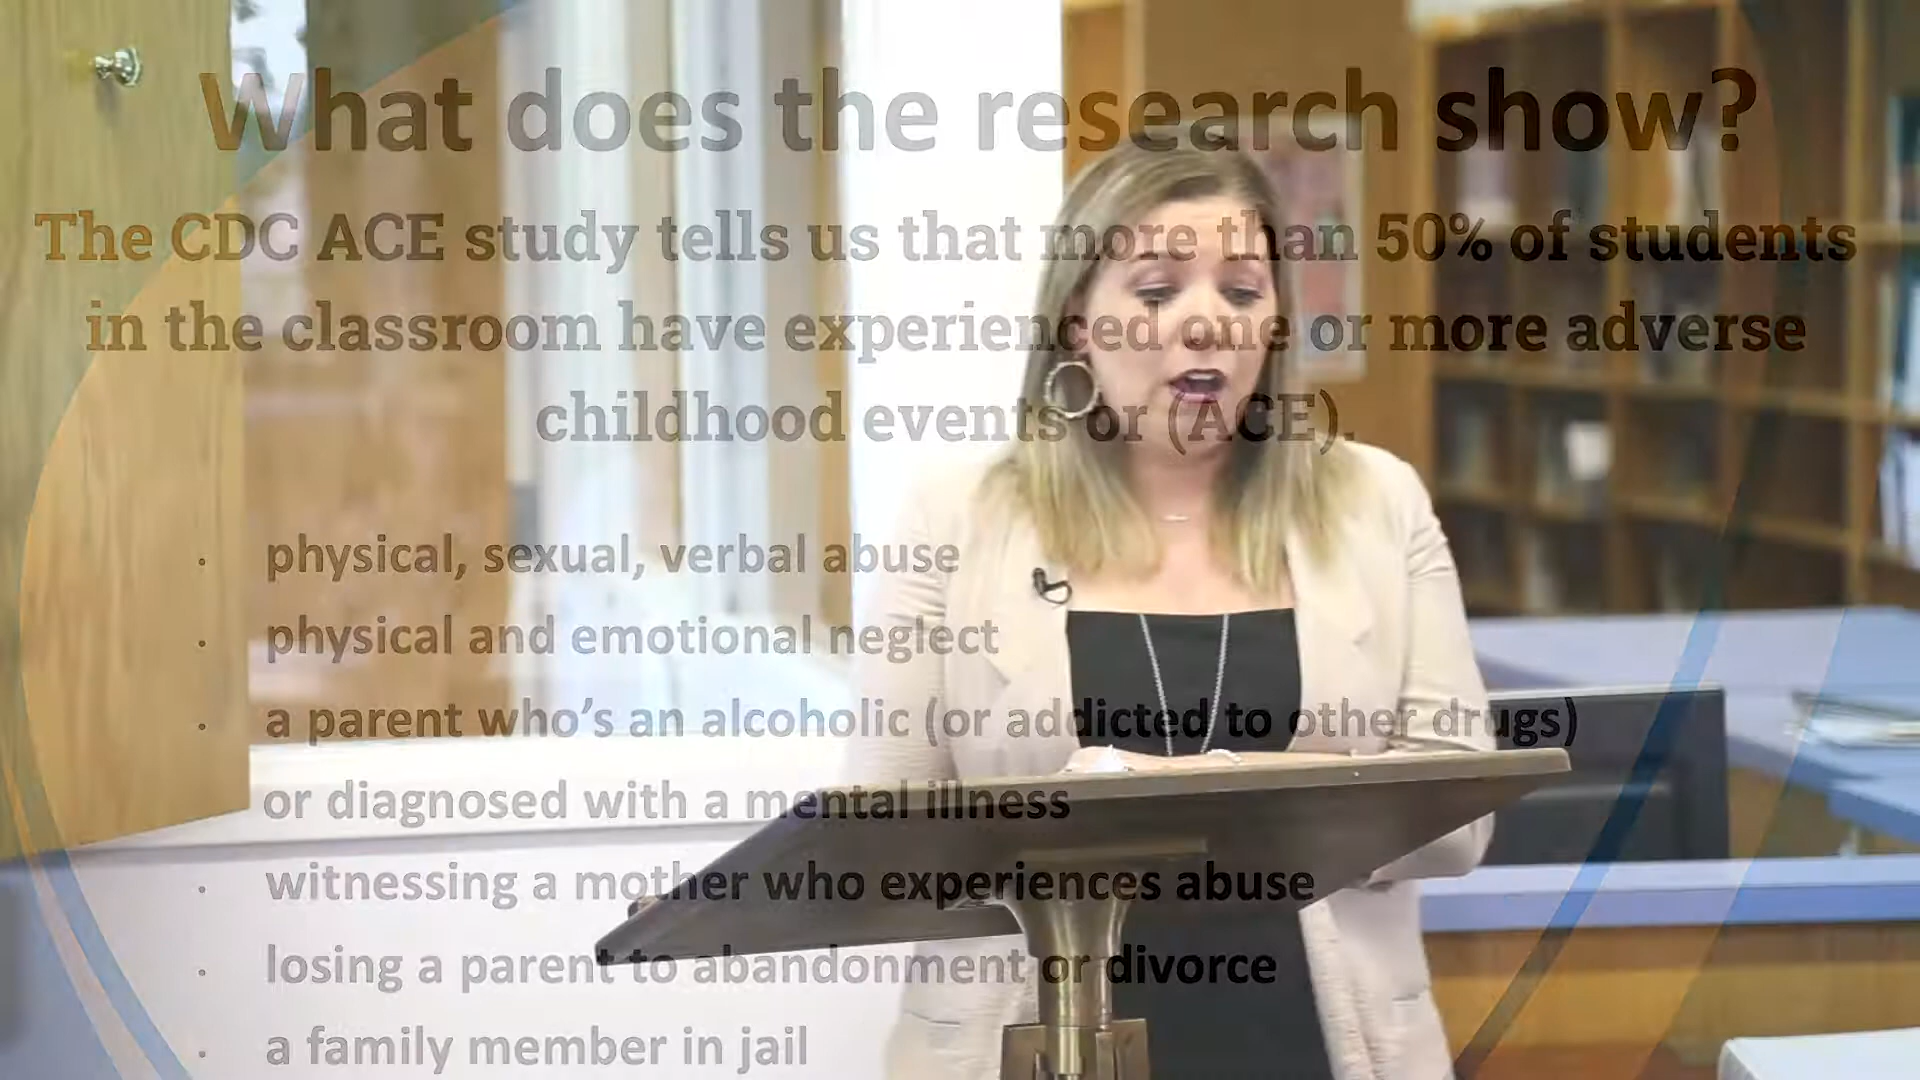 What does the research show?
The CDC ACE study tells us that more than 50% of students
in the classroom have experienced one or more adverse
childhood events or (ACE).
· physical, sexual, verbal abuse
· physical and emotional neglect
· a parent who’s an alcoholic (or addicted to other drugs)
or diagnosed with a mental illness
· witnessing a mother who experiences abuse
· losing a parent to abandonment or divorce
· a family member in jail